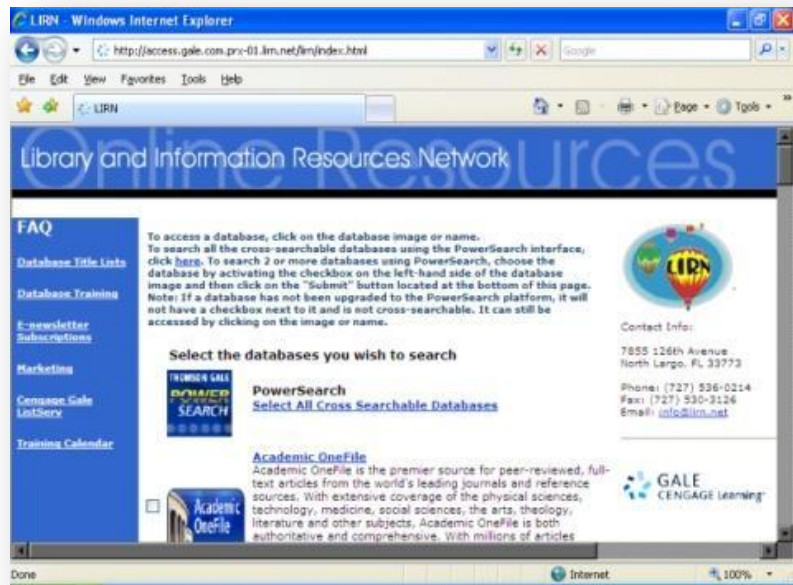 LIRN - Windows Internet Explorer
http://access.gale.com.prx-01.lirn.net/lirn/index.html
Google
File Edit View Favorites Tools Help
LIRN
Page Tools
Online Resources
Library and Information Resources Network
FAQ
Database Title Lists
Database Training
E-newsletter
Subscriptions
Marketing
Cengage Gale
ListServ
Training Calendar
To access a database, click on the database image or name.
To search all the cross-searchable databases using the PowerSearch interface,
click here. To search 2 or more databases using PowerSearch, choose the
database by activating the checkbox on the left-hand side of the database
image and then click on the "Submit" button located at the bottom of this page.
Note: If a database has not been upgraded to the PowerSearch platform, it will
not have a checkbox next to it and is not cross-searchable. It can still be
accessed by clicking on the image or name.
Select the databases you wish to search
THOMSON GALE
POWER
SEARCH
PowerSearch
Select All Cross Searchable Databases
Academic
OneFile
Academic OneFile
Academic OneFile is the premier source for peer-reviewed, full-
text articles from the world's leading journals and reference
sources. With extensive coverage of the physical sciences,
technology, medicine, social sciences, the arts, theology,
literature and other subjects, Academic OneFile is both
authoritative and comprehensive. With millions of articles
LIRN
Contact Info:
7855 126th Avenue
North Largo, FL 33773
Phone: (727) 536-0214
Fax: (727) 530-3126
Email: info@lirn.net
GALE
CENGAGE Learning
Done
Internet
100%